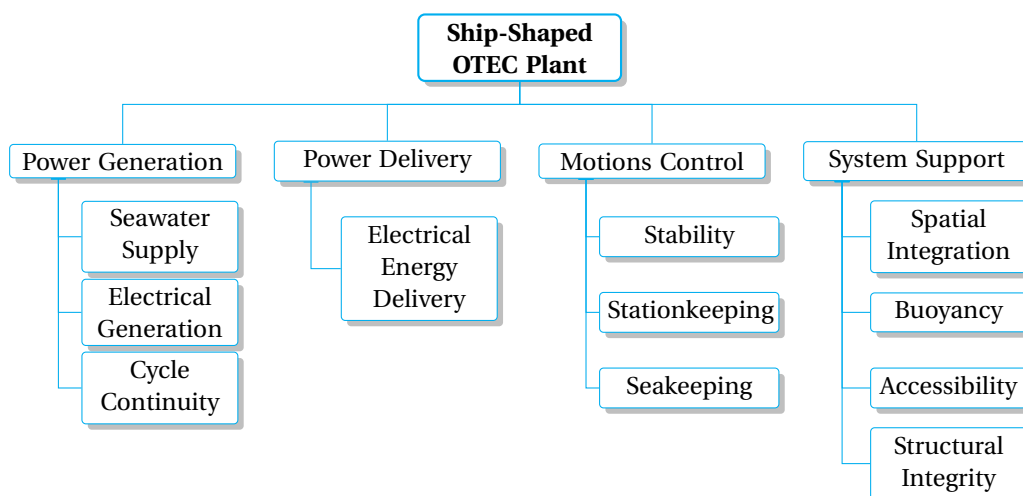 Ship-Shaped
OTEC Plant
Power Generation
Seawater
Supply
Electrical
Generation
Cycle
Continuity
Power Delivery
Electrical
Energy
Delivery
Motions Control
Stability
Stationkeeping
Seakeeping
System Support
Spatial
Integration
Buoyancy
Accessibility
Structural
Integrity